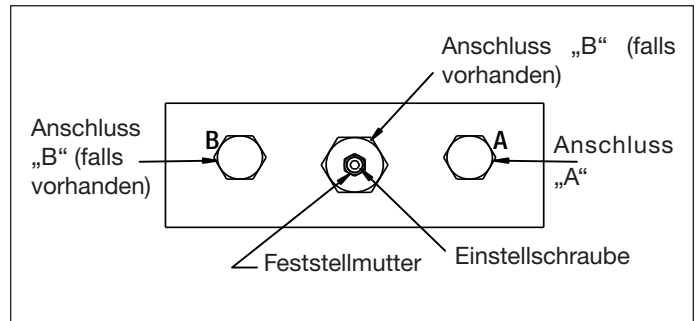 Anschluss „B“ (falls
vorhanden)
Anschluss
„B“ (falls
vorhanden)
B
A
Anschluss
„A“
Feststellmutter
Einstellschraube